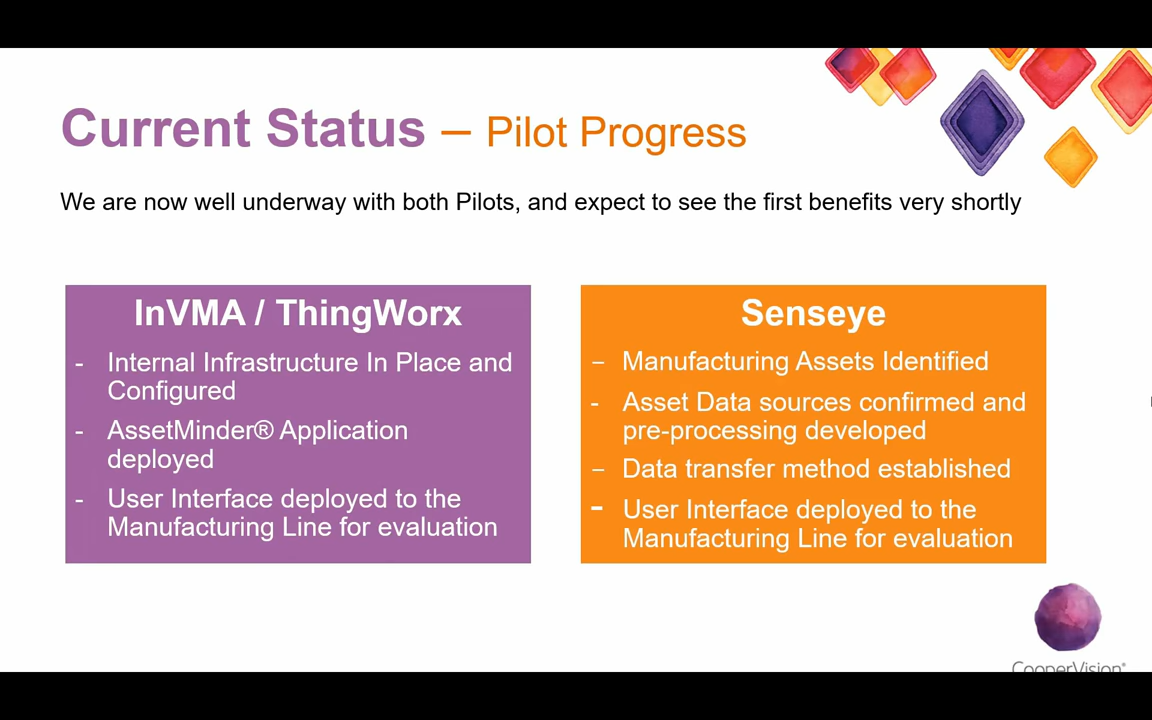 Current Status – Pilot Progress
We are now well underway with both Pilots, and expect to see the first benefits very shortly
InVMA / ThingWorx
- Internal Infrastructure In Place and
Configured
- AssetMinder® Application
deployed
- User Interface deployed to the
Manufacturing Line for evaluation
Senseye
– Manufacturing Assets Identified
- Asset Data sources confirmed and
pre-processing developed
– Data transfer method established
- User Interface deployed to the
Manufacturing Line for evaluation
CooperVision®